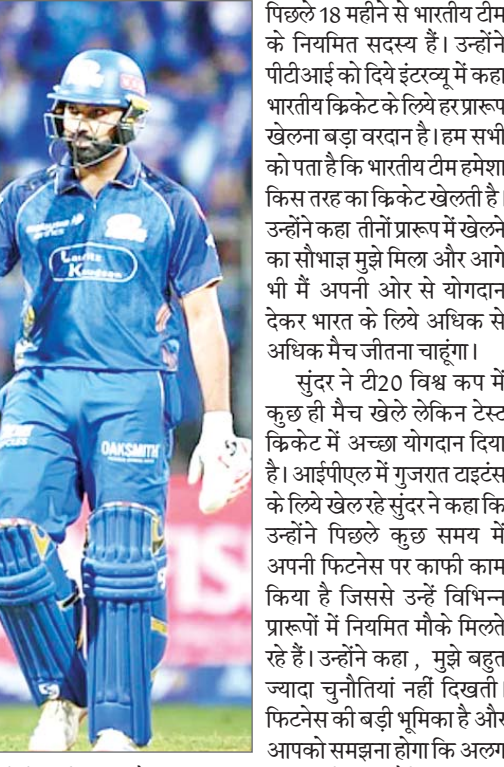 पिछले 18 महीने से भारतीय टीम
के नियमित सदस्य हैं। उन्होंने
पीटीआई को दिये इंटरव्यू में कहा
भारतीय क्रिकेट के लिये हर प्रारूप
खेलना बड़ा वरदान है। हम सभी
को पता है कि भारतीय टीम हमेशा
किस तरह का क्रिकेट खेलती है।
उन्होंने कहा तीनों प्रारूप में खेलने
का सौभाज्ञ मुझे मिला और आगे
भी मैं अपनी ओर से योगदान
देकर भारत के लिये अधिक से
अधिक मैच जीतना चाहूंगा।
सुंदर ने टी20 विश्व कप में
कुछ ही मैच खेले लेकिन टेस्ट
क्रिकेट में अच्छा योगदान दिया
है। आईपीएल में गुजरात टाइटंस
के लिये खेल रहे सुंदर ने कहा कि
उन्होंने पिछले कुछ समय में
अपनी फिटनेस पर काफी काम
किया है जिससे उन्हें विभिन्न
प्रारूपों में नियमित मौके मिलते
रहे हैं। उन्होंने कहा , मुझे बहुत
ज्यादा चुनौतियां नहीं दिखती।
फिटनेस की बड़ी भूमिका है और
आपको समझना होगा कि अलग
Lauritz
Knudsen
OAKSMITH